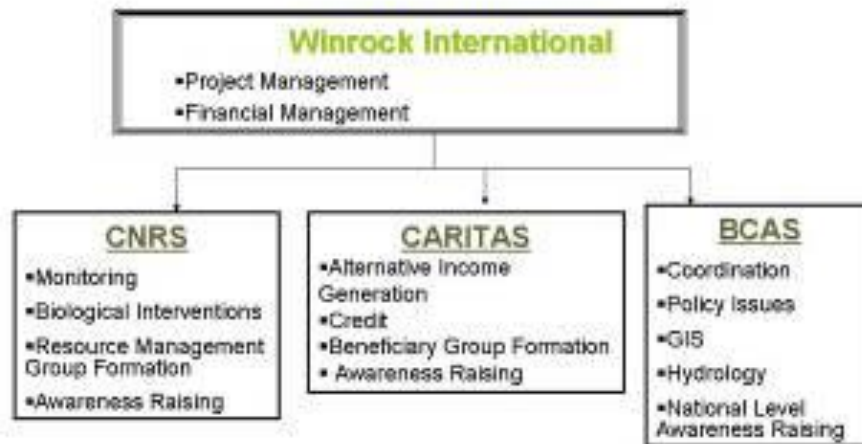 Winrock International
▪Project Management
▪Financial Management
CNRS
▪Monitoring
▪Biological Interventions
▪Resource Management
Group Formation
▪Awareness Raising
CARITAS
▪Alternative Income
Generation
▪Credit
▪Beneficiary Group Formation
▪ Awareness Raising
BCAS
▪Coordination
▪Policy Issues
▪GIS
▪Hydrology
▪National Level
Awareness Raising